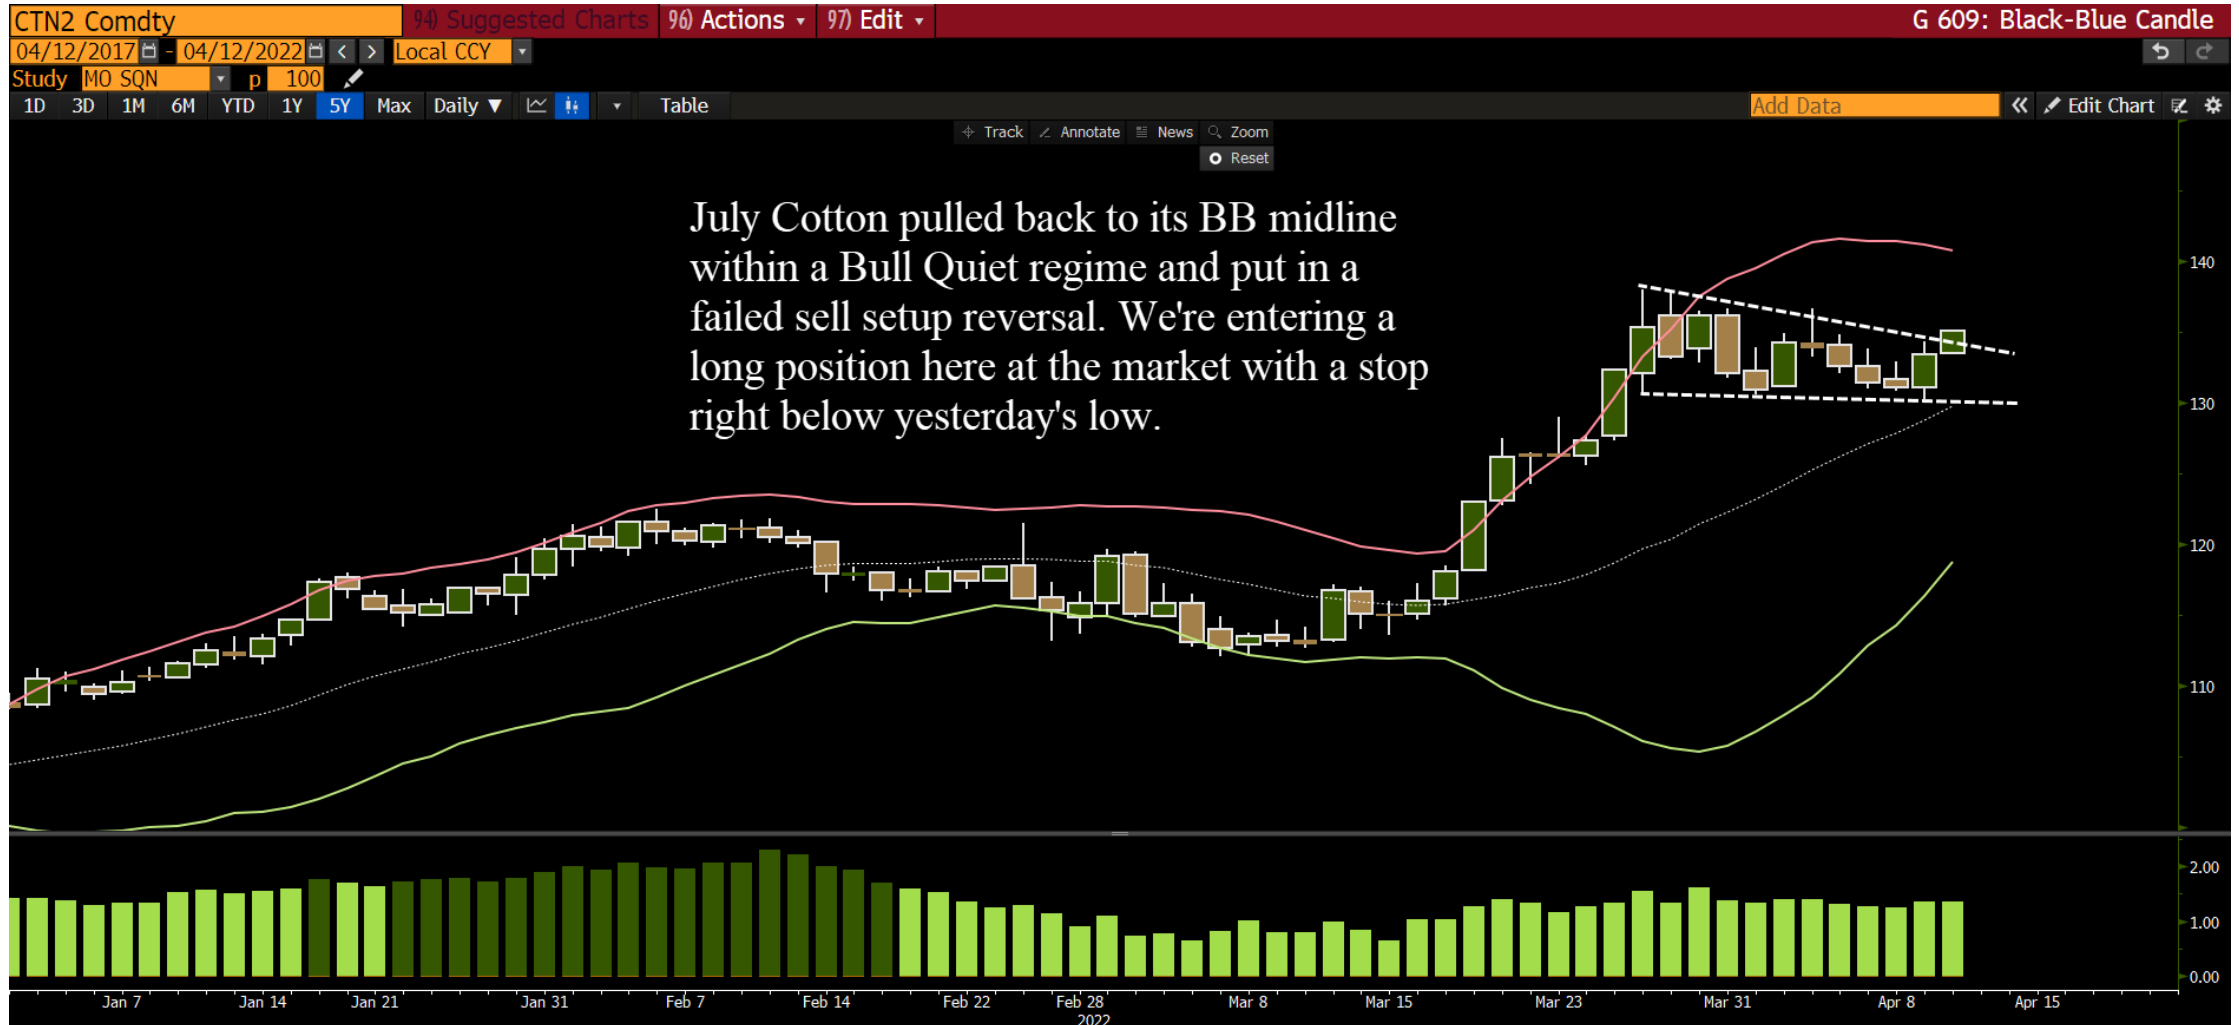 CTN2 Comdty 94) Suggested Charts 96) Actions 97) Edit G 609: Black-Blue Candle
04/12/2017 - 04/12/2022 < > Local CCY
Study MO SQN p 100
1D 3D 1M 6M YTD 1Y 5Y Max Daily ▼ Table Add Data « Edit Chart
Track Annotate News Zoom
Reset
July Cotton pulled back to its BB midline
within a Bull Quiet regime and put in a
failed sell setup reversal. We're entering a
long position here at the market with a stop
right below yesterday's low.
140
130
120
110
2.00
1.00
0.00
Jan 7 Jan 14 Jan 21 Jan 31 Feb 7 Feb 14 Feb 22 Feb 28 Mar 8 Mar 15 Mar 23 Mar 31 Apr 8 Apr 15
2022